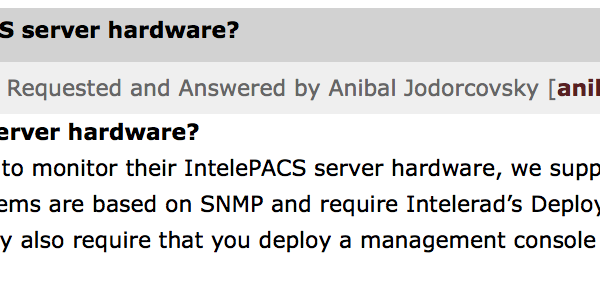 S server hardware?
Requested and Answered by Anibal Jodorcovsky [ani
erver hardware?
to monitor their IntelePACS server hardware, we supp
ems are based on SNMP and require Intelerad’s Deploy
y also require that you deploy a management console